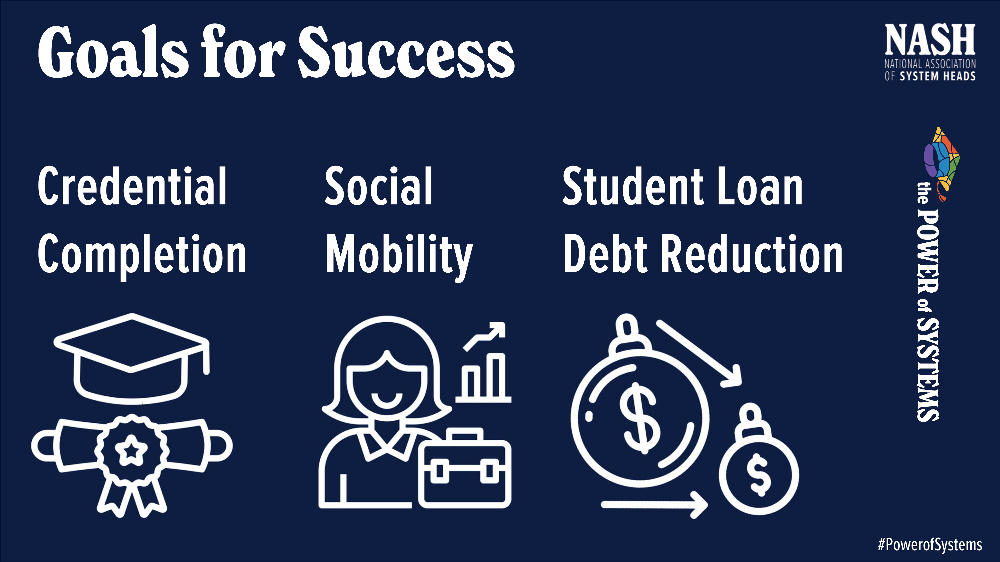 Goals for Success
NASH
NATIONAL ASSOCIATION
OF SYSTEM HEADS
Credential
Completion
Social
Mobility
Student Loan
Debt Reduction
$
$
the POWER of SYSTEMS
#PowerofSystems